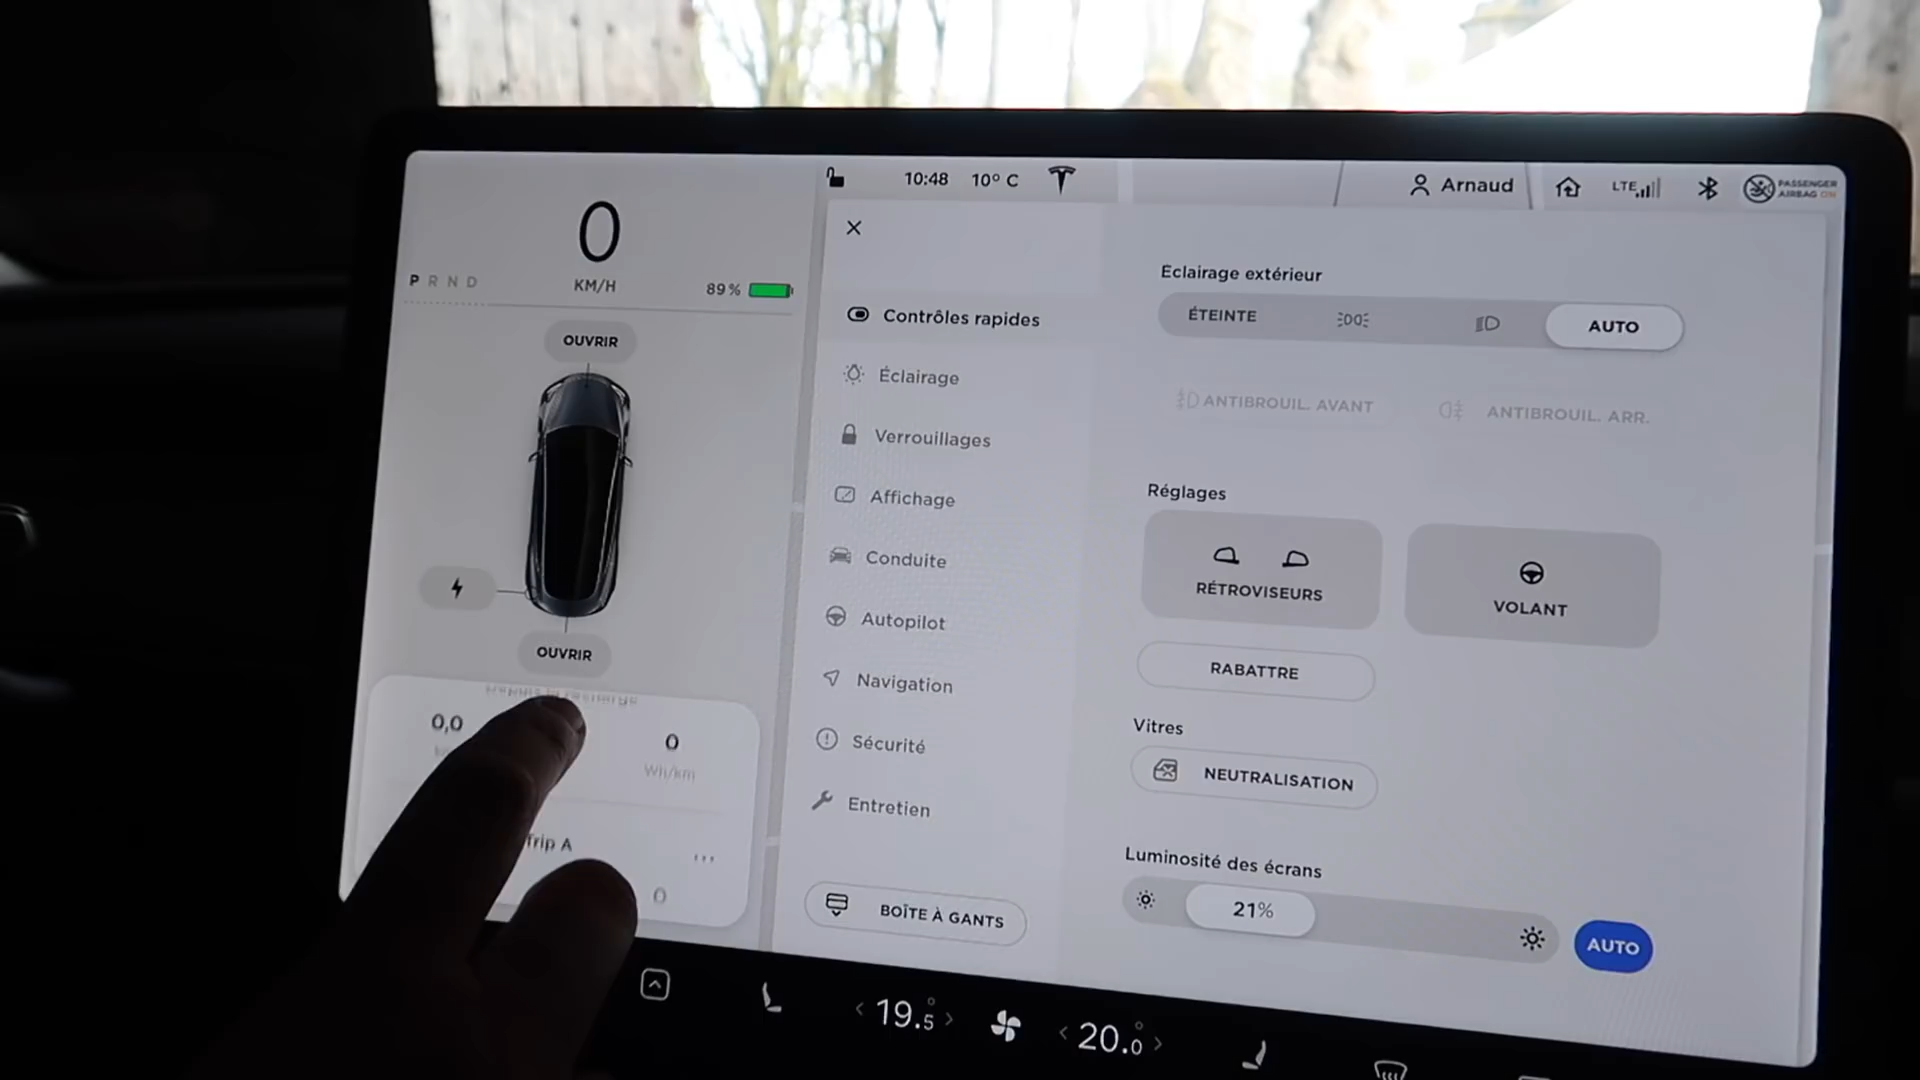 0
KM/H
P R N D
89 %
OUVRIR
OUVRIR
0,0
0
Wh/km
Trip A
...
0
10:48 10° C
Arnaud
LTE
PASSENGER
AIRBAG ON
Contrôles rapides
Éclairage
Verrouillages
Affichage
Conduite
Autopilot
Navigation
Sécurité
Entretien
BOÎTE À GANTS
Eclairage extérieur
ÉTEINTE
AUTO
ANTIBROUIL. AVANT
ANTIBROUIL. ARR.
Réglages
RÉTROVISEURS
VOLANT
RABATTRE
Vitres
NEUTRALISATION
Luminosité des écrans
21%
AUTO
19.5°
20.0°